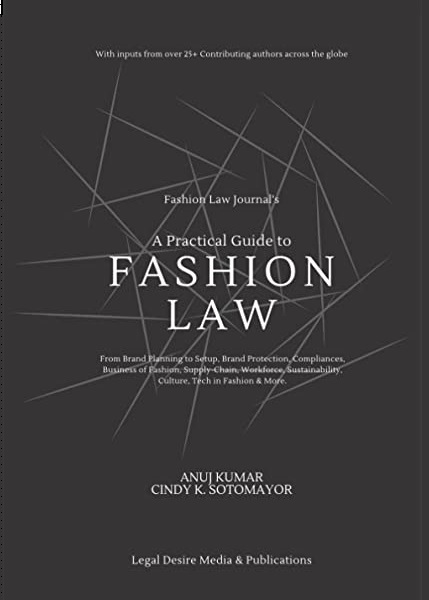 With inputs from over 25+ Contributing authors across the globe
Fashion Law Journal's
A Practical Guide to
FASHION
LAW
From Brand Planning to Setup, Brand Protection, Compliances,
Business of Fashion, Supply-Chain, Workforce, Sustainability,
Culture, Tech in Fashion & More.
ANUJ KUMAR
CINDY K. SOTOMAYOR
Legal Desire Media & Publications